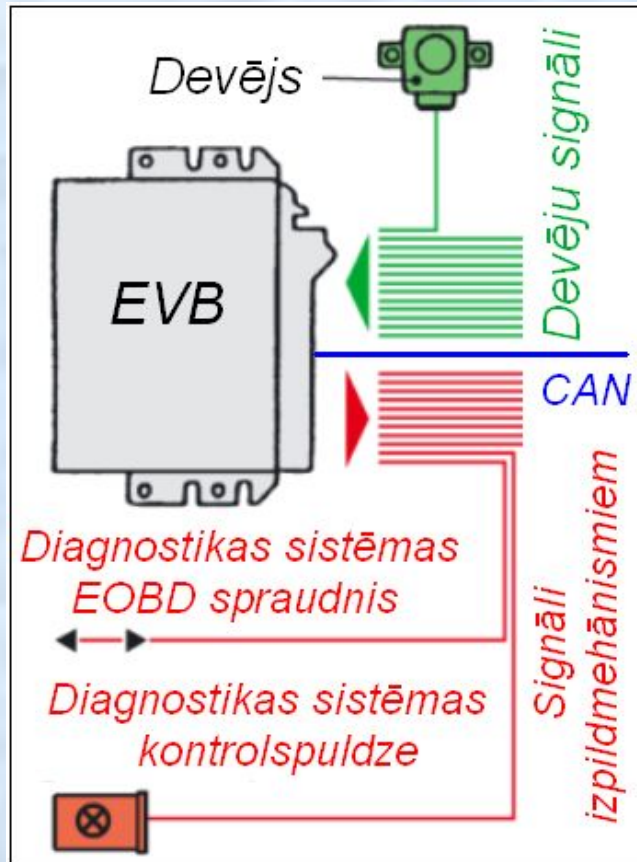 Devējs
Devēju signāli
EVB
CAN
Diagnostikas sistēmas
EOBD spraudnis
Signāli
izpildmehānismiem
Diagnostikas sistēmas
kontrolspuldze